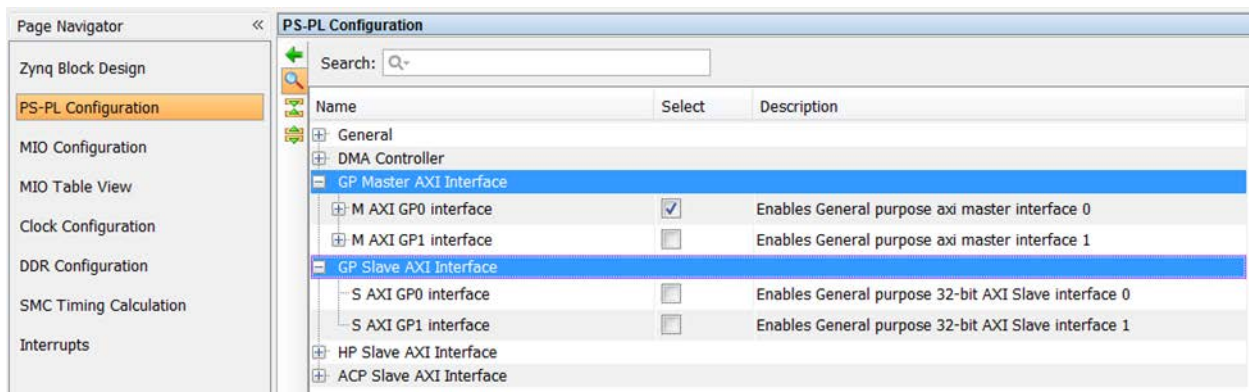 Page Navigator «
Zynq Block Design
PS-PL Configuration
MIO Configuration
MIO Table View
Clock Configuration
DDR Configuration
SMC Timing Calculation
Interrupts
PS-PL Configuration
Search:
Name Select Description
General
DMA Controller
GP Master AXI Interface
M AXI GP0 interface Enables General purpose axi master interface 0
M AXI GP1 interface Enables General purpose axi master interface 1
GP Slave AXI Interface
S AXI GP0 interface Enables General purpose 32-bit AXI Slave interface 0
S AXI GP1 interface Enables General purpose 32-bit AXI Slave interface 1
HP Slave AXI Interface
ACP Slave AXI Interface